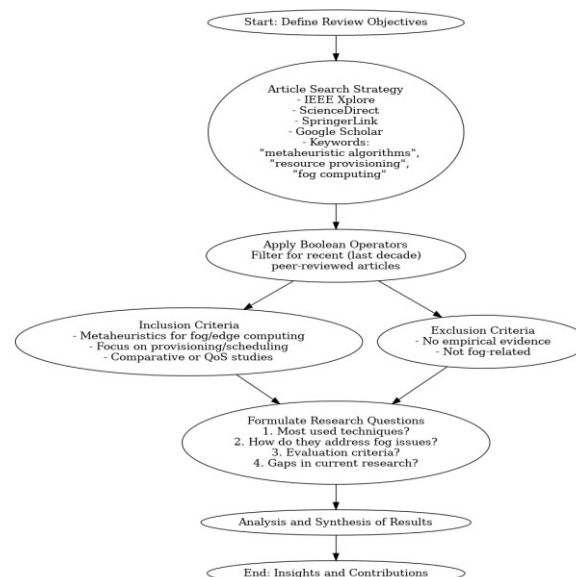 Start: Define Review Objectives
Article Search Strategy
- IEEE Xplore
- ScienceDirect
- SpringerLink
- Google Scholar
- Keywords:
"metaheuristic algorithms",
"resource provisioning",
"fog computing"
Apply Boolean Operators
Filter for recent (last decade)
peer-reviewed articles
Inclusion Criteria
- Metaheuristics for fog/edge computing
- Focus on provisioning/scheduling
- Comparative or QoS studies
Exclusion Criteria
- No empirical evidence
- Not fog-related
Formulate Research Questions
1. Most used techniques?
2. How do they address fog issues?
3. Evaluation criteria?
4. Gaps in current research?
Analysis and Synthesis of Results
End: Insights and Contributions